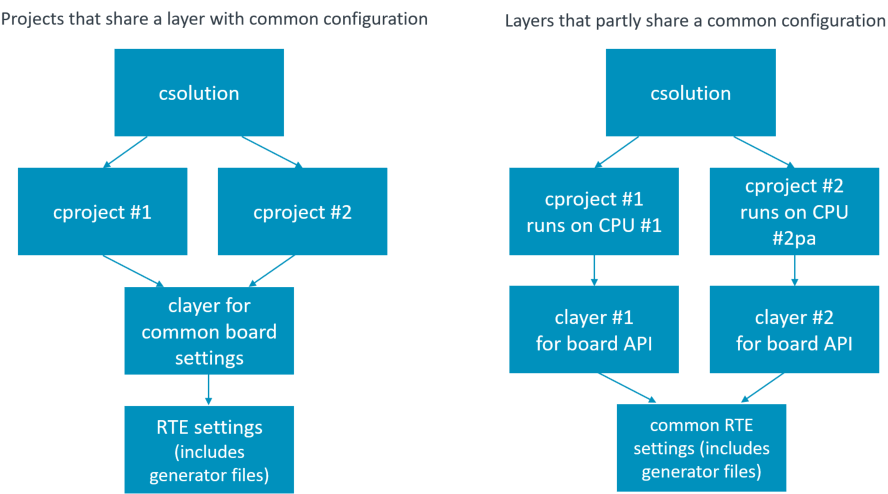 Projects that share a layer with common configuration
csolution
cproject #1
cproject #2
clayer for
common board
settings
RTE settings
(includes
generator files)
Layers that partly share a common configuration
csolution
cproject #1
runs on CPU #1
cproject #2
runs on CPU
#2pa
clayer #1
for board API
clayer #2
for board API
common RTE
settings (includes
generator files)